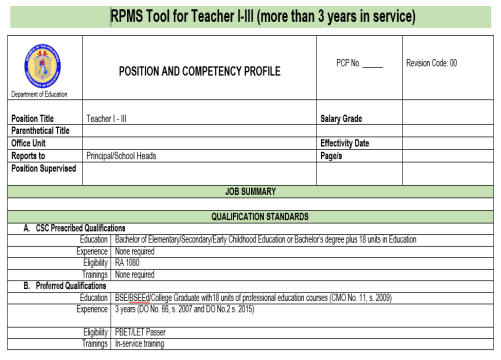 RPMS Tool for Teacher I-III (more than 3 years in service)
POSITION AND COMPETENCY PROFILE
PCP No. _____
Revision Code: 00
Department of Education
Position Title Teacher I - III Salary Grade
Parenthetical Title
Office Unit Effectivity Date
Reports to Principal/School Heads Page/s
Position Supervised
JOB SUMMARY
QUALIFICATION STANDARDS
A. CSC Prescribed Qualifications
Education Bachelor of Elementary/Secondary/Early Childhood Education or Bachelor's degree plus 18 units in Education
Experience None required
Eligibility RA 1080
Trainings None required
B. Preferred Qualifications
Education BSE/BSEEd/College Graduate with18 units of professional education courses (CMO No. 11, s. 2009)
Experience 3 years (DO No. 66, s. 2007 and DO No.2 s. 2015)
Eligibility PBET/LET Passer
Trainings In-service training